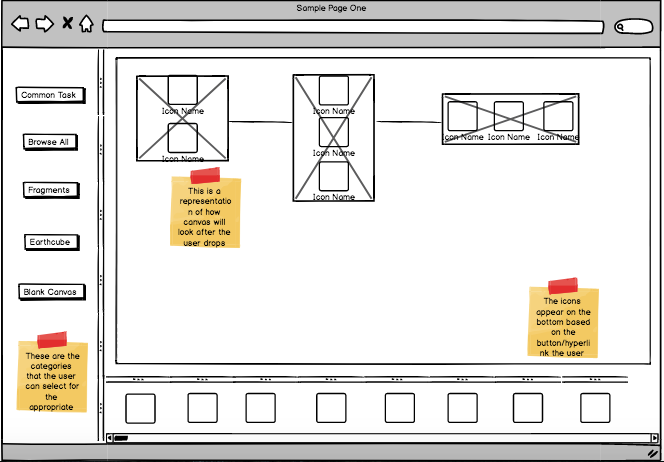 Sample Page One
Common Task
Browse All
Fragments
Earthcube
Blank Canvas
These are the
categories
that the user
can select for
the
appropriate
Icon Name
Icon Name
Icon Name
Icon Name
Icon Name
Icon Name
Icon Name
Icon Name
This is a
representatio
n of how
canvas will
look after the
user drops
The icons
appear on the
bottom based
on the
button/hyperli
nk the user